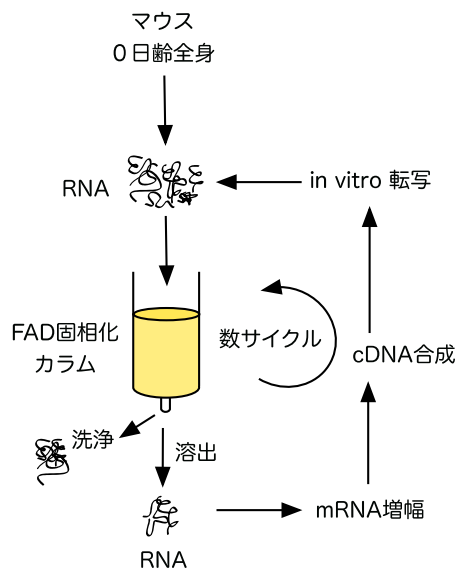 マウス
0日齢全身
RNA
in vitro 転写
FAD固相化
カラム
数サイクル
cDNA合成
洗浄
溶出
mRNA増幅
RNA